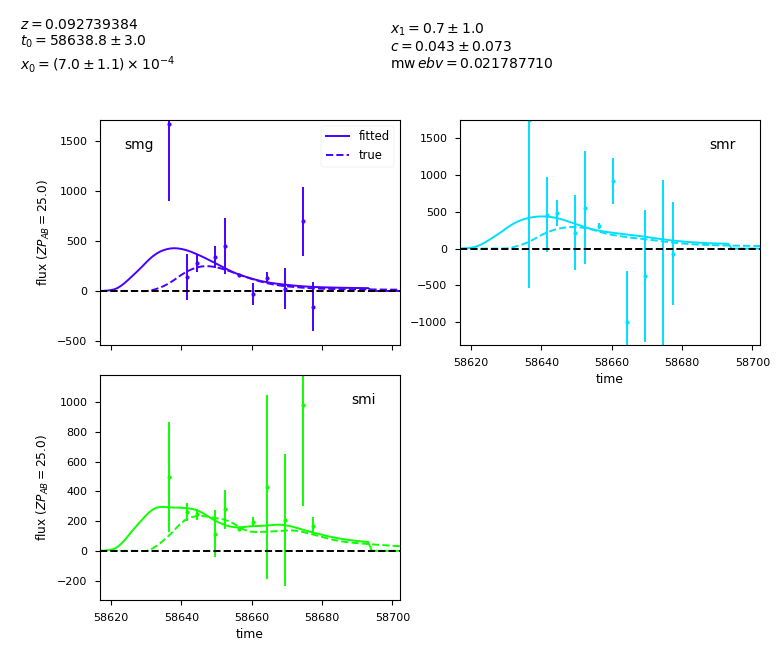 z = 0.092739384
t₀ = 58638.8 ± 3.0
x₀ = (7.0 ± 1.1) × 10⁻⁴
x₁ = 0.7 ± 1.0
c = 0.043 ± 0.073
mw ebv = 0.021787710
smg
fitted
true
1500
1000
500
0
−500
flux (ZP_AB = 25.0)
smr
1500
1000
500
0
−500
−1000
58620 58640 58660 58680 58700
time
smi
1000
800
600
400
200
0
−200
flux (ZP_AB = 25.0)
58620 58640 58660 58680 58700
time